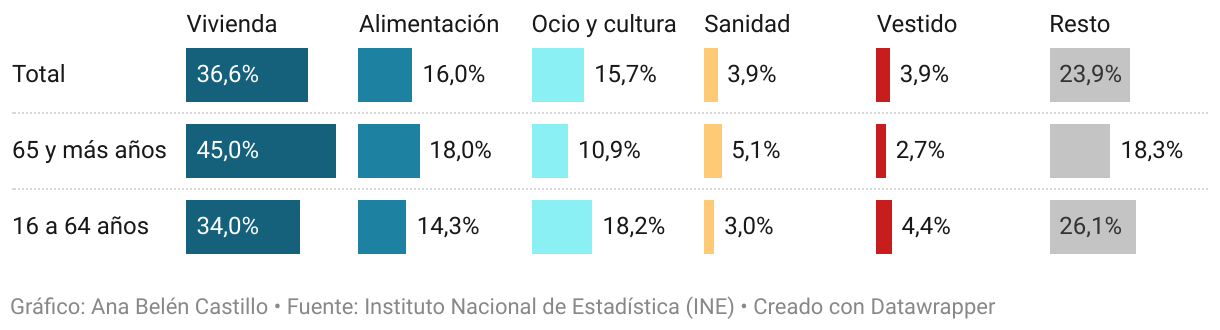 Vivienda Alimentación Ocio y cultura Sanidad Vestido Resto
Total 36,6% 16,0% 15,7% 3,9% 3,9% 23,9%
65 y más años 45,0% 18,0% 10,9% 5,1% 2,7% 18,3%
16 a 64 años 34,0% 14,3% 18,2% 3,0% 4,4% 26,1%
Gráfico: Ana Belén Castillo • Fuente: Instituto Nacional de Estadística (INE) • Creado con Datawrapper